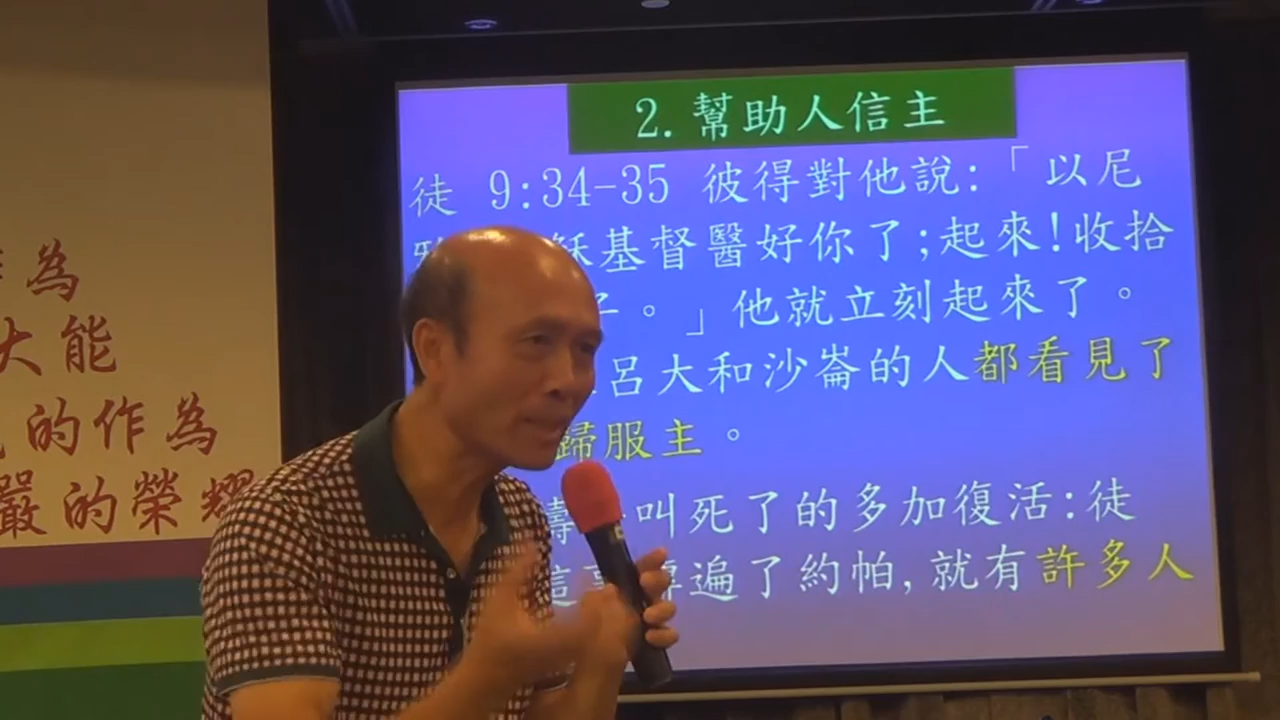 為
大能
的作為
嚴的榮耀
2.幫助人信主
徒 9:34-35 彼得對他說:「以尼
穌基督醫好你了;起來!收拾
。」他就立刻起來了。
呂大和沙崙的人都看見了
歸服主。
叫死了的多加復活:徒
這事 遍了約帕,就有許多人